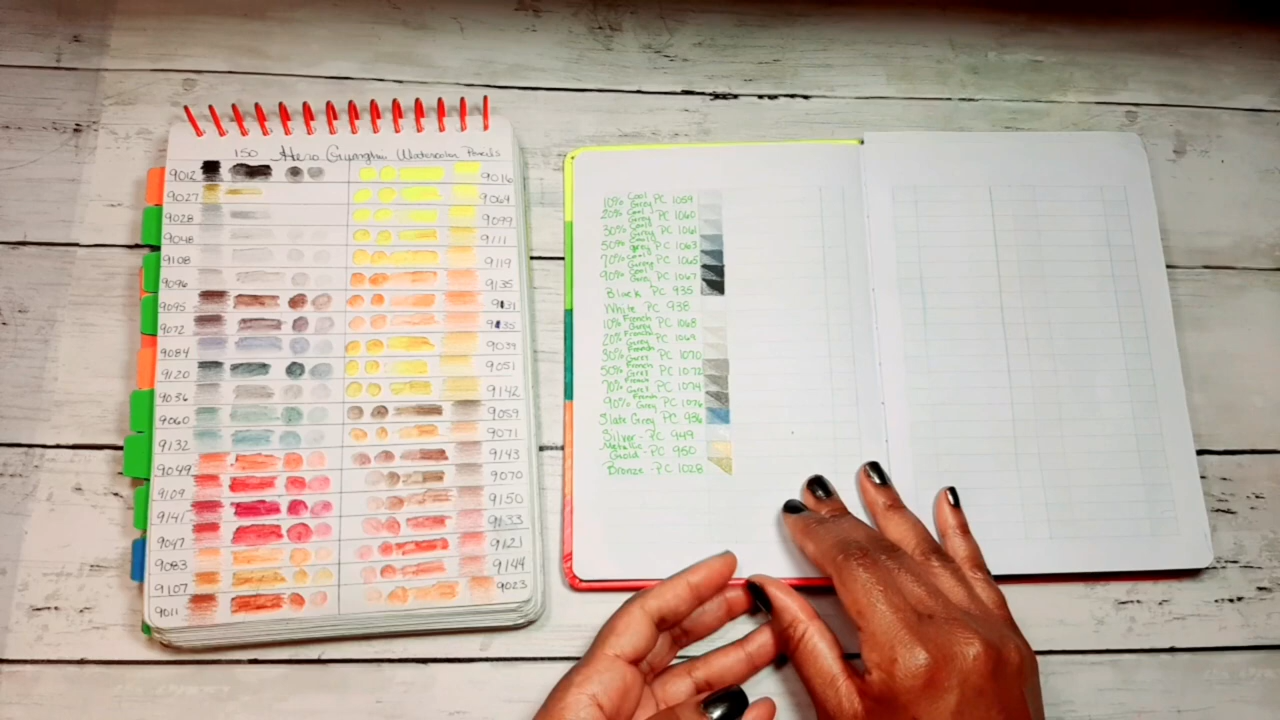 150 Hero Watercolor Pencils
9012 9016
9027 9064
9028 9099
9048 9111
9108 9119
9096 9135
9095 9131
9072 9135
9084 9039
9120 9051
9036 9142
9060 9059
9132 9071
9049 9143
9109 9070
9141 9150
9047 9133
9083 9121
9107 9144
9011 9023
10% Cool Grey PC 1059
20% Cool Grey PC 1060
30% Cool Grey PC 1061
50% Cool Grey PC 1063
70% Cool Grey PC 1065
90% Cool Grey PC 1067
Black PC 935
White PC 938
10% French Grey PC 1068
20% French Grey PC 1069
30% French Grey PC 1070
50% French Grey PC 1072
70% French Grey PC 1074
90% French Grey PC 1076
Slate Grey PC 936
Silver - PC 949
Metallic Gold - PC 950
Bronze - PC 1028